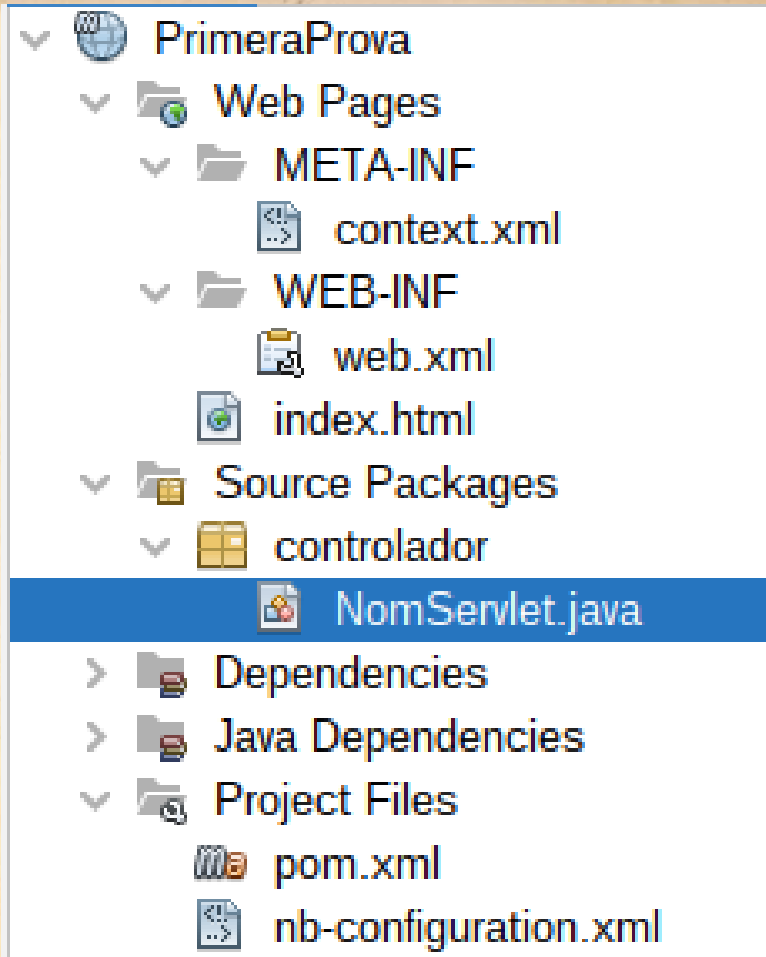 PrimeraProva
Web Pages
META-INF
context.xml
WEB-INF
web.xml
index.html
Source Packages
controlador
NomServlet.java
Dependencies
Java Dependencies
Project Files
pom.xml
nb-configuration.xml